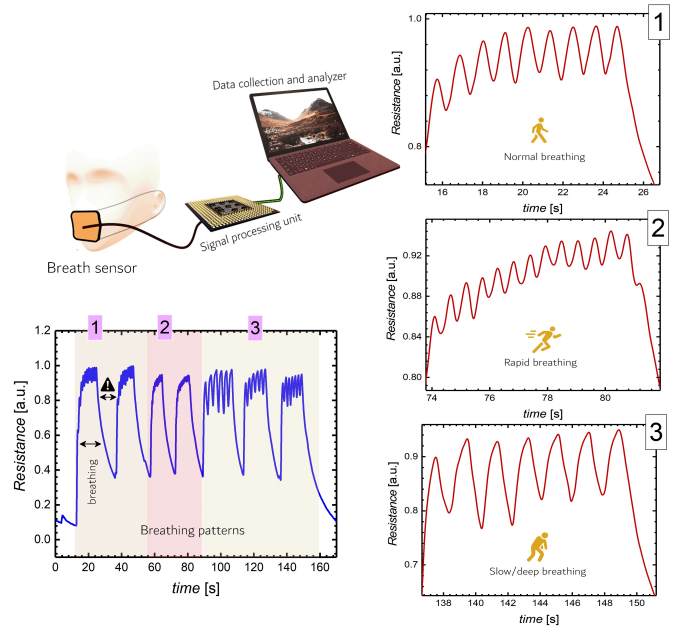 Data collection and analyzer
Signal processing unit
Breath sensor
1
Resistance [a.u.]
1.0
0.8
Normal breathing
16 18 20 22 24 26
time [s]
2
Resistance [a.u.]
0.92
0.88
0.84
0.80
Rapid breathing
74 76 78 80
time [s]
1 2 3
Resistance [a.u.]
1.2
1.0
0.8
0.6
0.4
0.2
0.0
breathing
Breathing patterns
0 20 40 60 80 100 120 140 160
time [s]
3
Resistance [a.u.]
0.9
0.8
0.7
Slow/deep breathing
138 140 142 144 146 148 150
time [s]